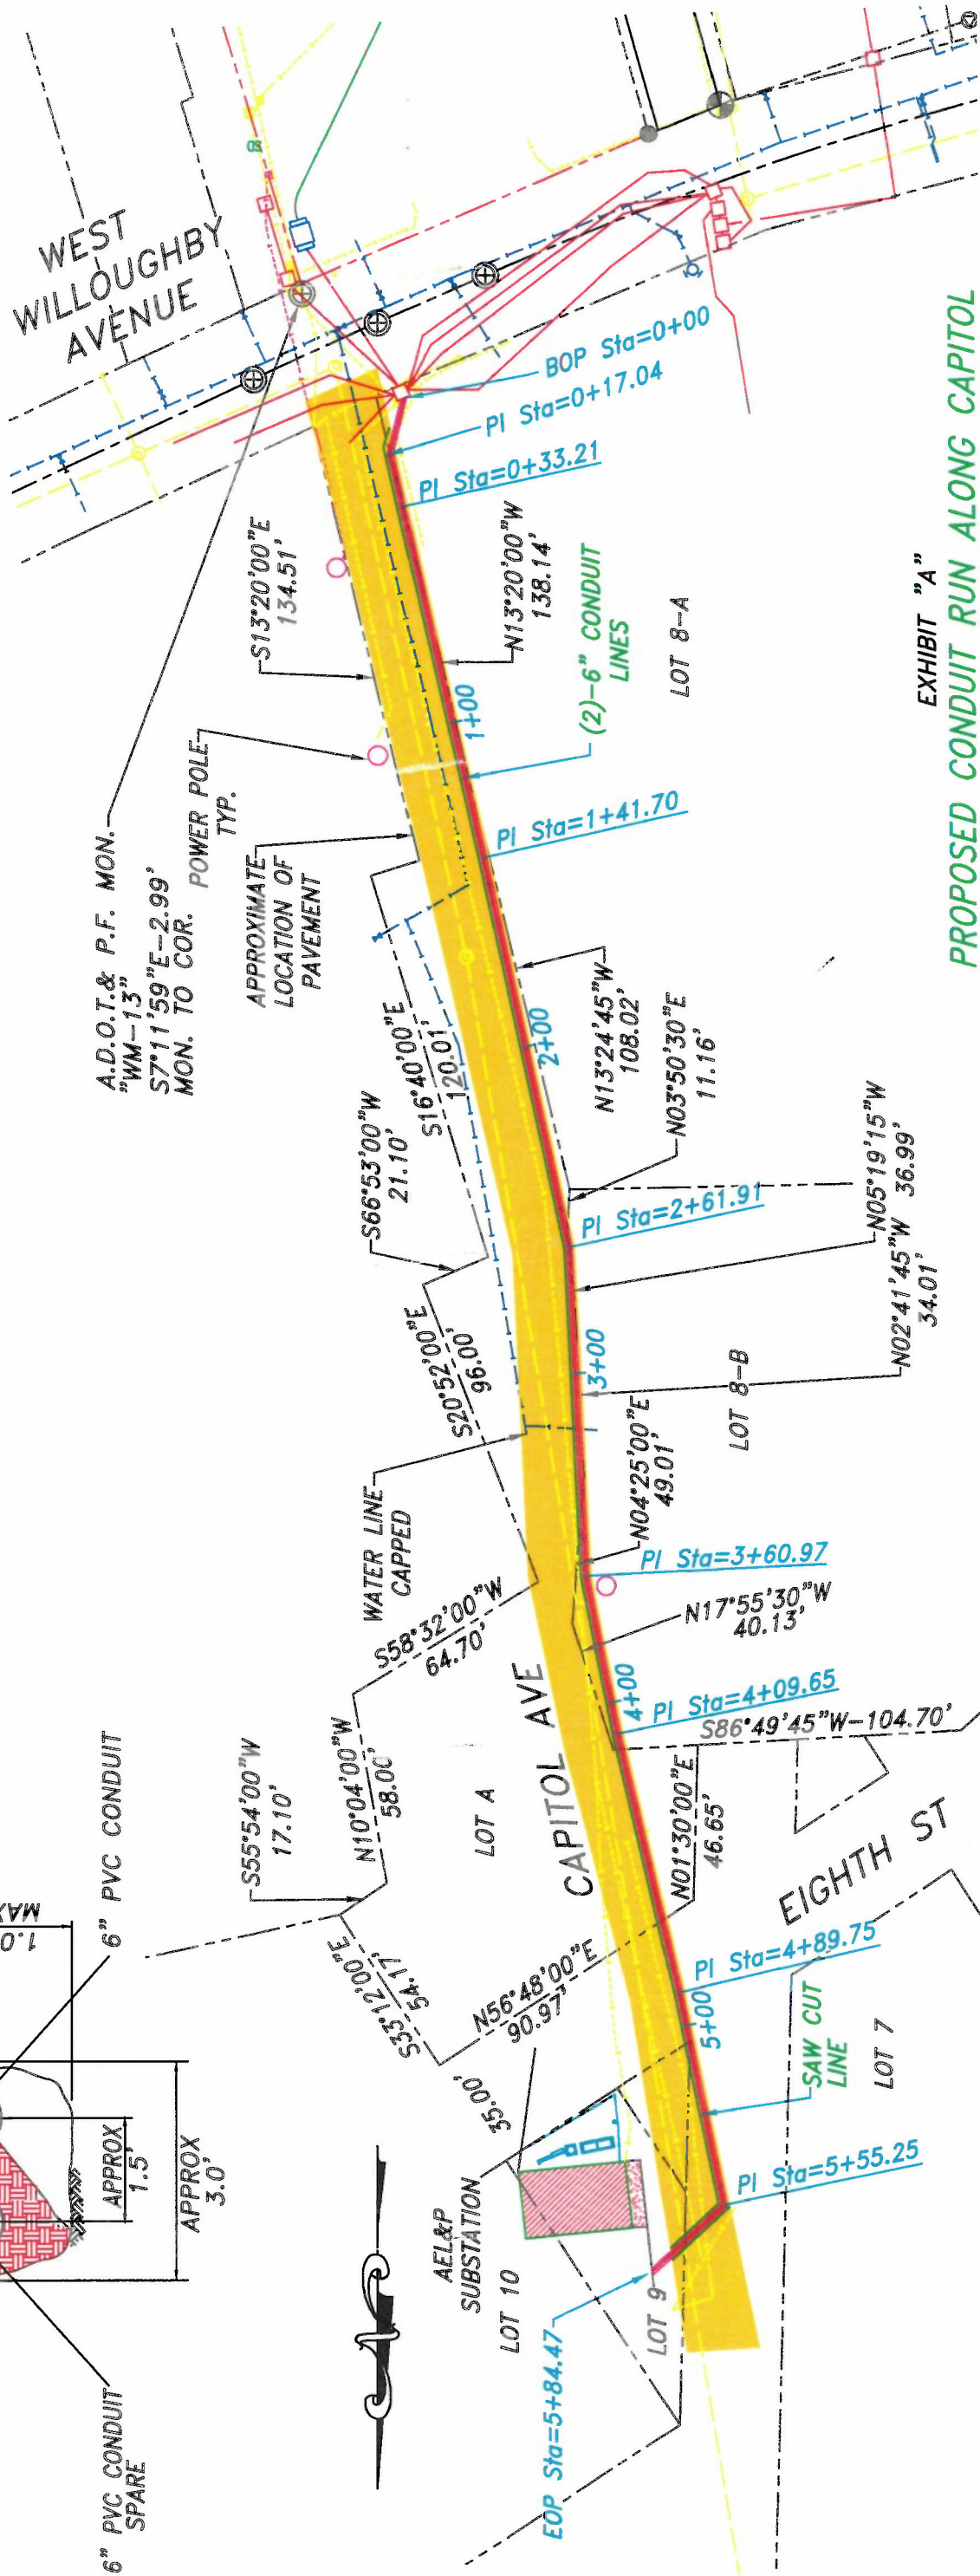 WEST
WILLOUGHBY
AVENUE
SD
BOP Sta=0+00
PI Sta=0+17.04
PI Sta=0+33.21
S13°20'00"E
134.51'
N13°20'00"W
138.14'
(2)-6" CONDUIT
LINES
LOT 8-A
1+00
A.D.O.T.& P.F. MON.
"WM-13"
S7°11'59"E-2.99'
MON. TO COR.
POWER POLE
TYP.
APPROXIMATE
LOCATION OF
PAVEMENT
PI Sta=1+41.70
EXHIBIT "A"
PROPOSED CONDUIT RUN ALONG CAPITOL
S16°40'00"E
120.01'
2+00
N13°24'45"W
108.02'
N03°50'30"E
11.16'
S66°53'00"W
21.10'
PI Sta=2+61.91
N05°19'15"W
36.99'
N02°41'45"W
34.01'
S20°52'00"E
96.00'
3+00
LOT 8-B
WATER LINE
CAPPED
N04°25'00"E
49.01'
PI Sta=3+60.97
N17°55'30"W
40.13'
S58°32'00"W
64.70'
4+00
PI Sta=4+09.65
S86°49'45"W-104.70'
CAPITOL AVE
N10°04'00"W
58.00'
LOT A
S55°54'00"W
17.10'
N01°30'00"E
46.65'
EIGHTH ST
S33°12'00"E
54.17'
N56°48'00"E
90.97'
PI Sta=4+89.75
5+00
SAW CUT
LINE
LOT 7
35.00'
AEL&P
SUBSTATION
LOT 10
PI Sta=5+55.25
LOT 9
EOP Sta=5+84.47
6" PVC CONDUIT
1.0
MAX
APPROX
1.5'
APPROX
3.0'
6" PVC CONDUIT
SPARE